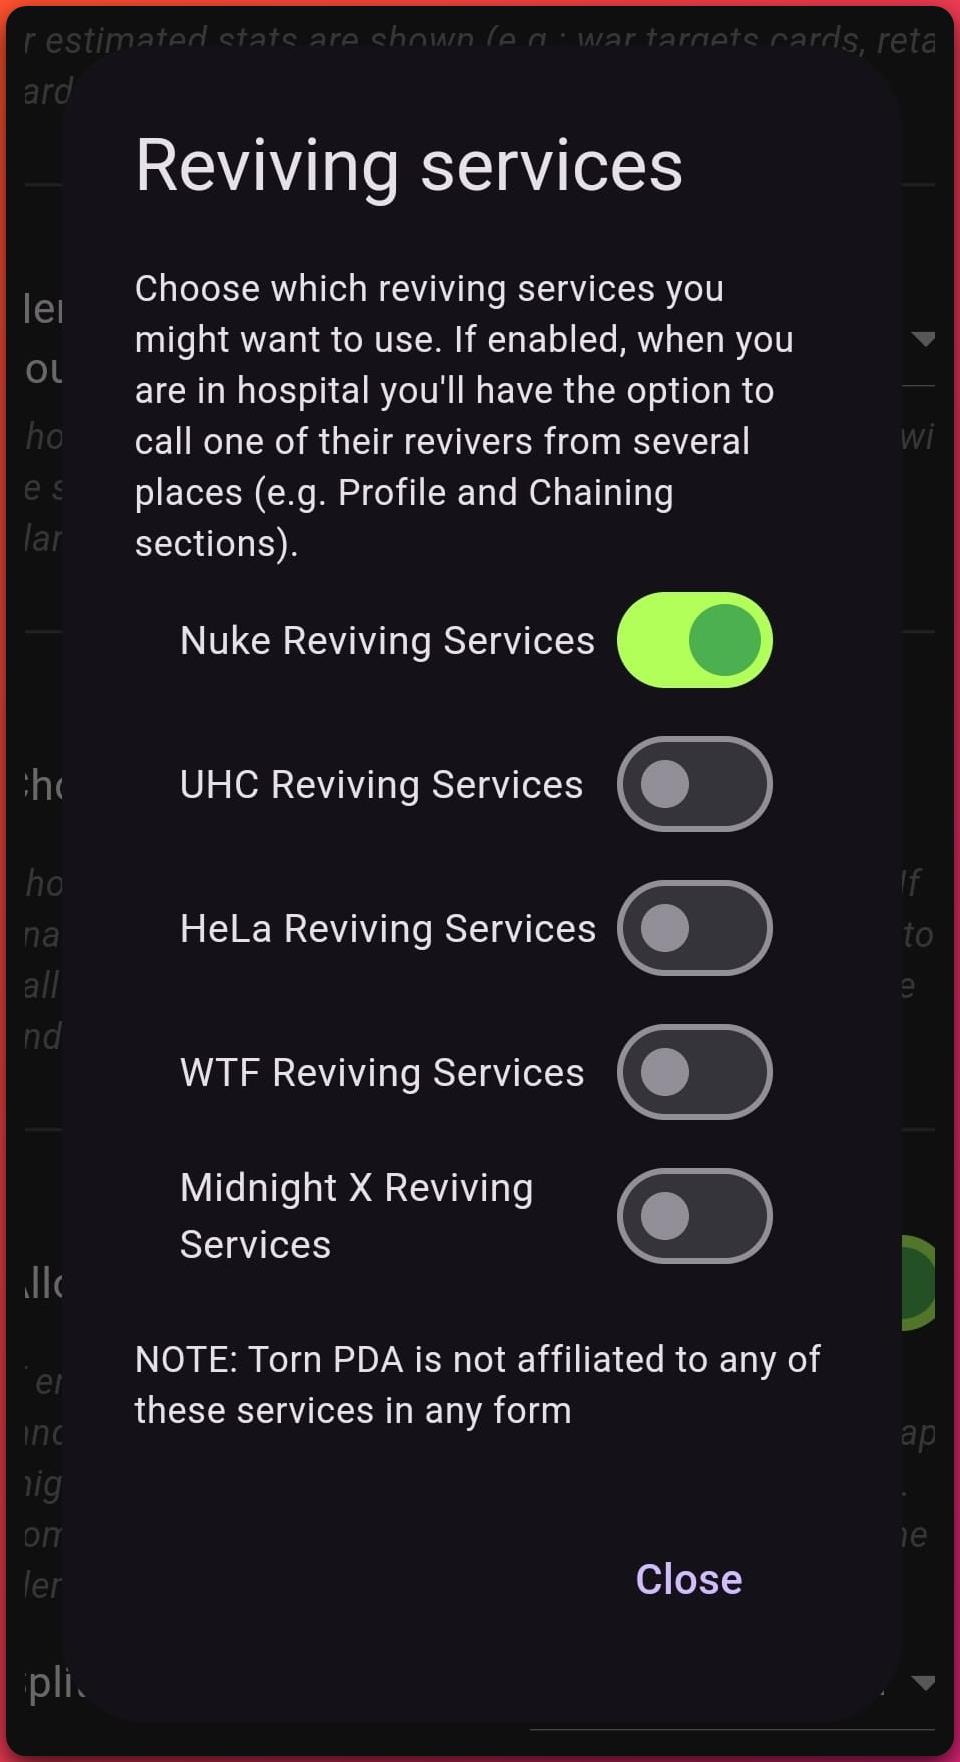 r estimated stats are shown (e.g.: war targets cards, reta
ard
Reviving services
Choose which reviving services you
might want to use. If enabled, when you
are in hospital you'll have the option to
call one of their revivers from several
places (e.g. Profile and Chaining
sections).
Nuke Reviving Services
UHC Reviving Services
HeLa Reviving Services
WTF Reviving Services
Midnight X Reviving
Services
NOTE: Torn PDA is not affiliated to any of
these services in any form
Close